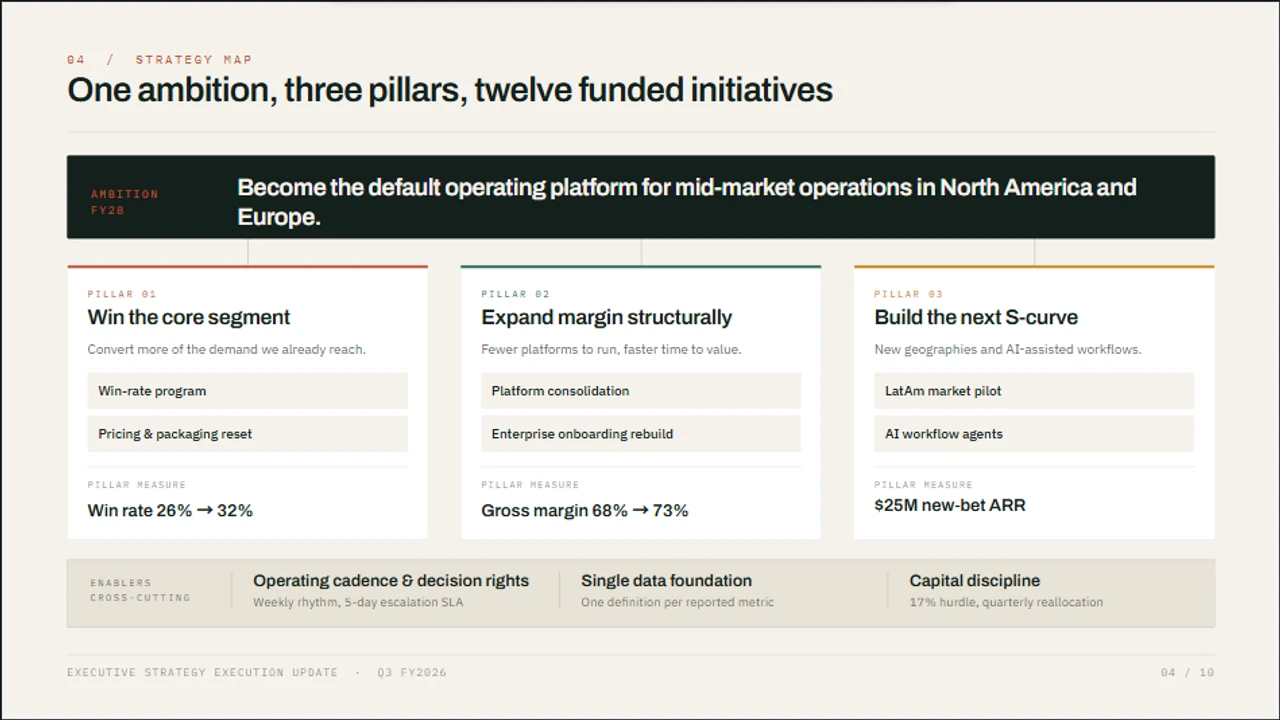 04 / STRATEGY MAP
One ambition, three pillars, twelve funded initiatives
AMBITION
FY28
Become the default operating platform for mid-market operations in North America and
Europe.
PILLAR 01
Win the core segment
Convert more of the demand we already reach.
Win-rate program
Pricing & packaging reset
PILLAR MEASURE
Win rate 26% → 32%
PILLAR 02
Expand margin structurally
Fewer platforms to run, faster time to value.
Platform consolidation
Enterprise onboarding rebuild
PILLAR MEASURE
Gross margin 68% → 73%
PILLAR 03
Build the next S-curve
New geographies and AI-assisted workflows.
LatAm market pilot
AI workflow agents
PILLAR MEASURE
$25M new-bet ARR
ENABLERS
CROSS-CUTTING
Operating cadence & decision rights
Weekly rhythm, 5-day escalation SLA
Single data foundation
One definition per reported metric
Capital discipline
17% hurdle, quarterly reallocation
EXECUTIVE STRATEGY EXECUTION UPDATE · Q3 FY2026
04 / 10